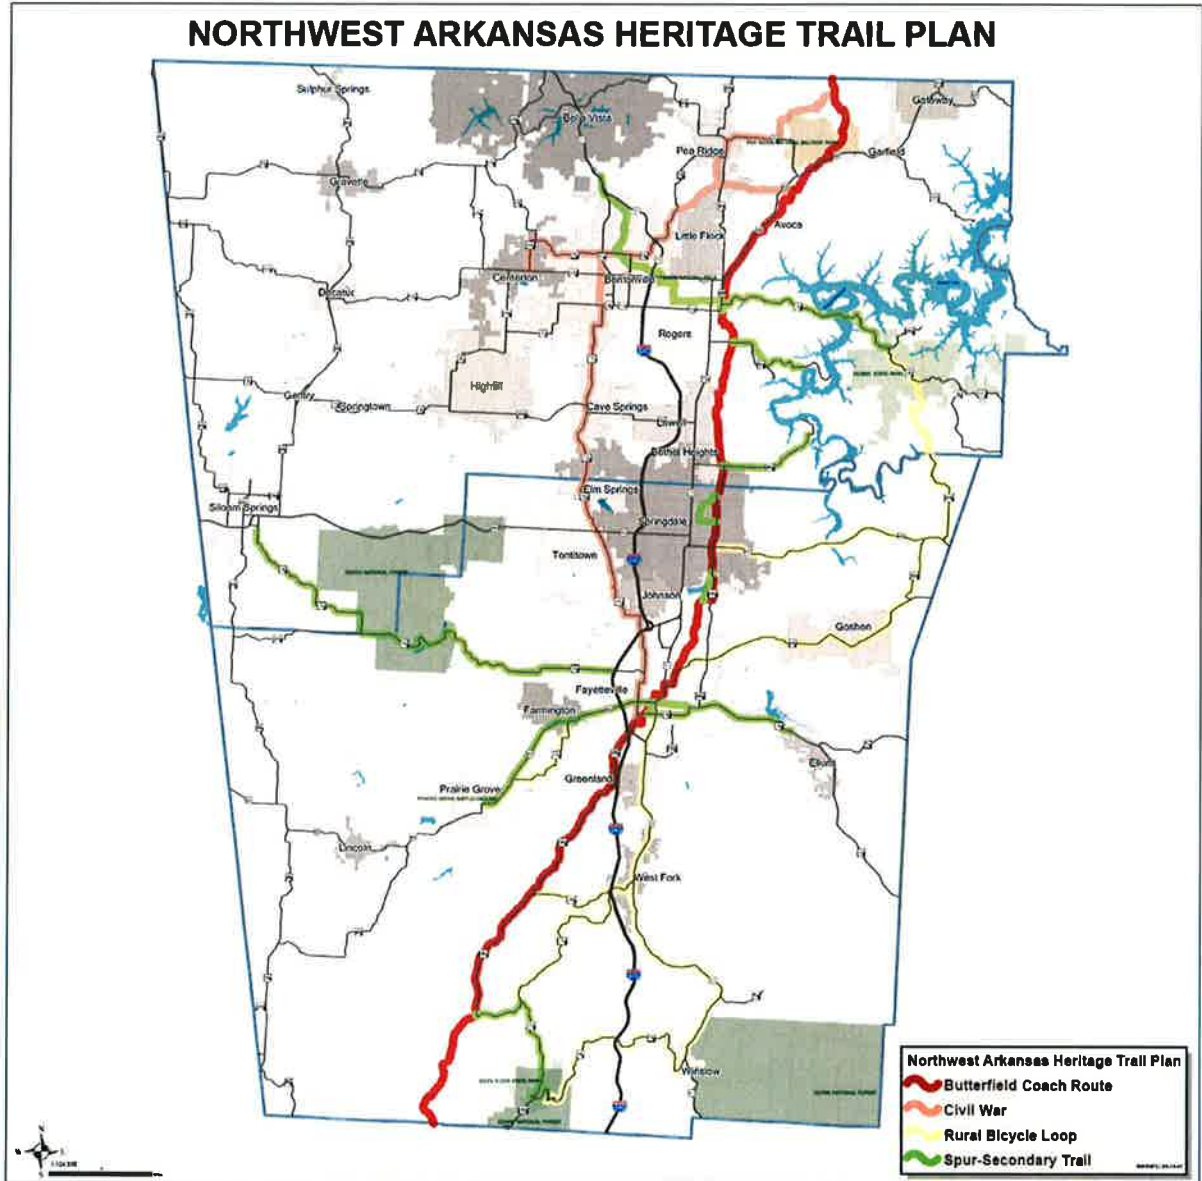 NORTHWEST ARKANSAS HERITAGE TRAIL PLAN
Sulphur Springs
Bella Vista
Gateway
Pea Ridge
Garfield
Gravette
Avoca
Little Flock
Centerton
Bentonville
Decatur
Rogers
Highfill
Gentry
Springtown
Cave Springs
Lowell
Bethel Heights
Elm Springs
Siloam Springs
Springdale
Tontitown
Johnson
Goshen
Fayetteville
Farmington
Elkins
Greenland
Prairie Grove
Lincoln
West Fork
Winslow
N
S
Northwest Arkansas Heritage Trail Plan
Butterfield Coach Route
Civil War
Rural Bicycle Loop
Spur-Secondary Trail